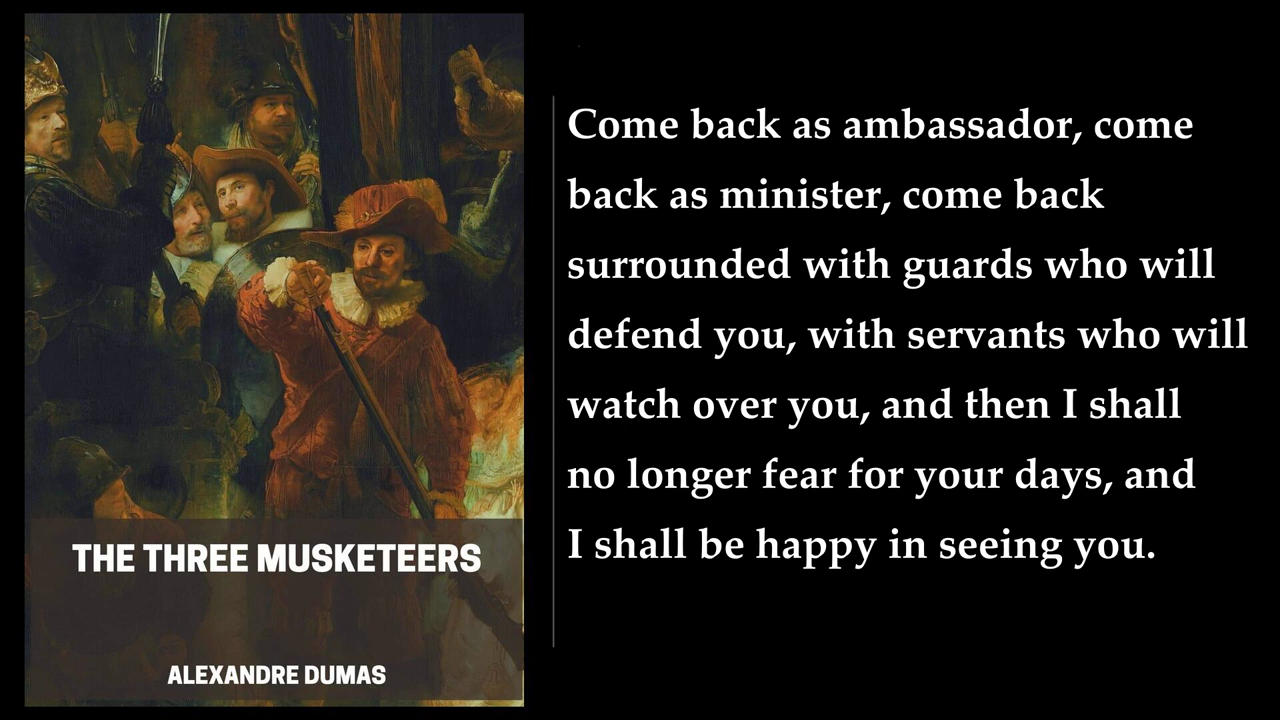 THE THREE MUSKETEERS
ALEXANDRE DUMAS
Come back as ambassador, come
back as minister, come back
surrounded with guards who will
defend you, with servants who will
watch over you, and then I shall
no longer fear for your days, and
I shall be happy in seeing you.